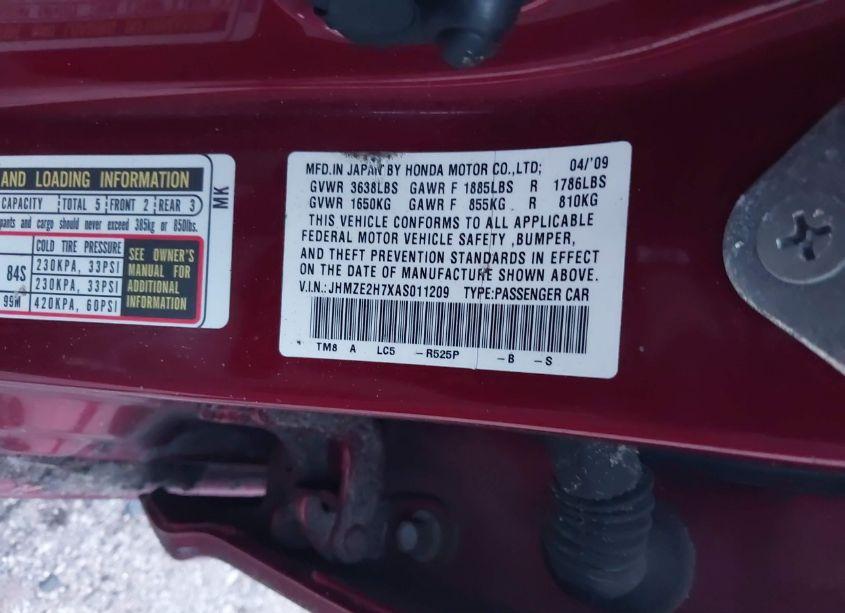 AND LOADING INFORMATION
CAPACITY TOTAL 5 FRONT 2 REAR 3
pants and cargo should never exceed 385kg or 850lbs.
COLD TIRE PRESSURE
84S 230KPA, 33PSI
230KPA, 33PSI
99M 420KPA, 60PSI
SEE OWNER'S
MANUAL FOR
ADDITIONAL
INFORMATION
MK
MFD.IN JAPAN BY HONDA MOTOR CO.,LTD; 04/'09
GVWR 3638LBS GAWR F 1885LBS R 1786LBS
GVWR 1650KG GAWR F 855KG R 810KG
THIS VEHICLE CONFORMS TO ALL APPLICABLE
FEDERAL MOTOR VEHICLE SAFETY ,BUMPER,
AND THEFT PREVENTION STANDARDS IN EFFECT
ON THE DATE OF MANUFACTURE SHOWN ABOVE.
V.I.N.:JHMZE2H7XAS011209 TYPE:PASSENGER CAR
TM8 A LC5 -R525P -B -S